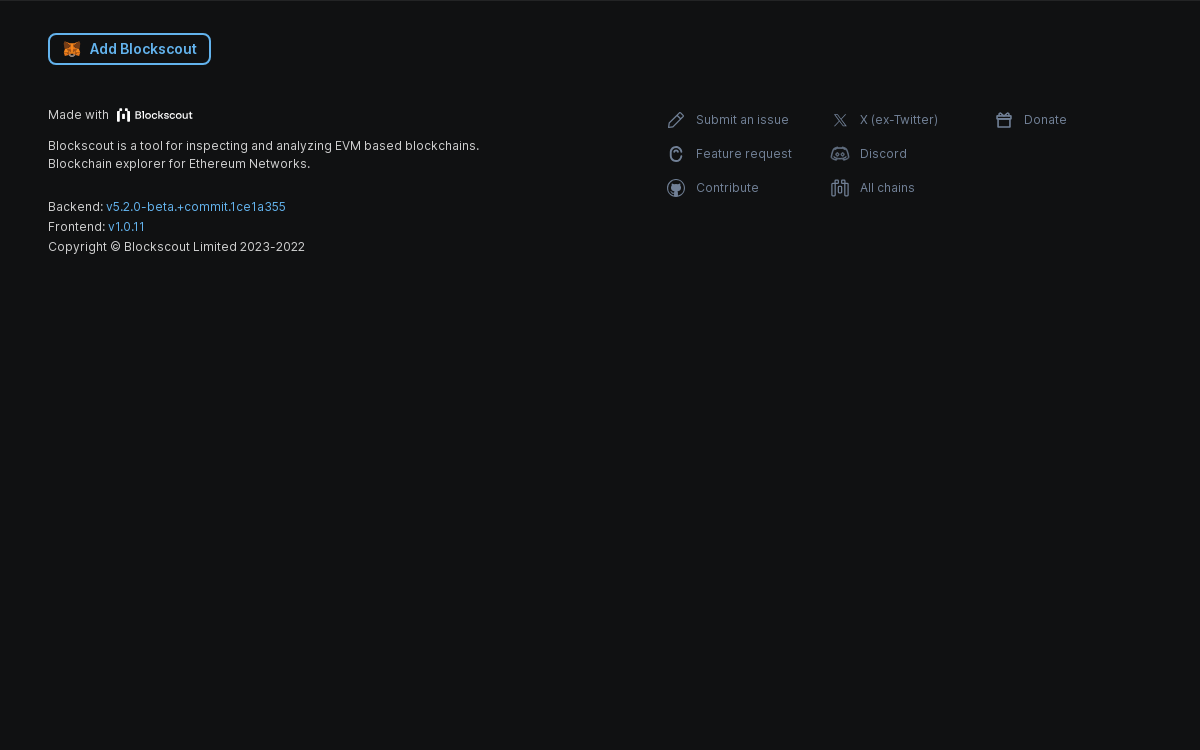 Add Blockscout
Made with Blockscout
Blockscout is a tool for inspecting and analyzing EVM based blockchains.
Blockchain explorer for Ethereum Networks.
Backend: v5.2.0-beta.+commit.1ce1a355
Frontend: v1.0.11
Copyright © Blockscout Limited 2023-2022
Submit an issue
Feature request
Contribute
X (ex-Twitter)
Discord
All chains
Donate